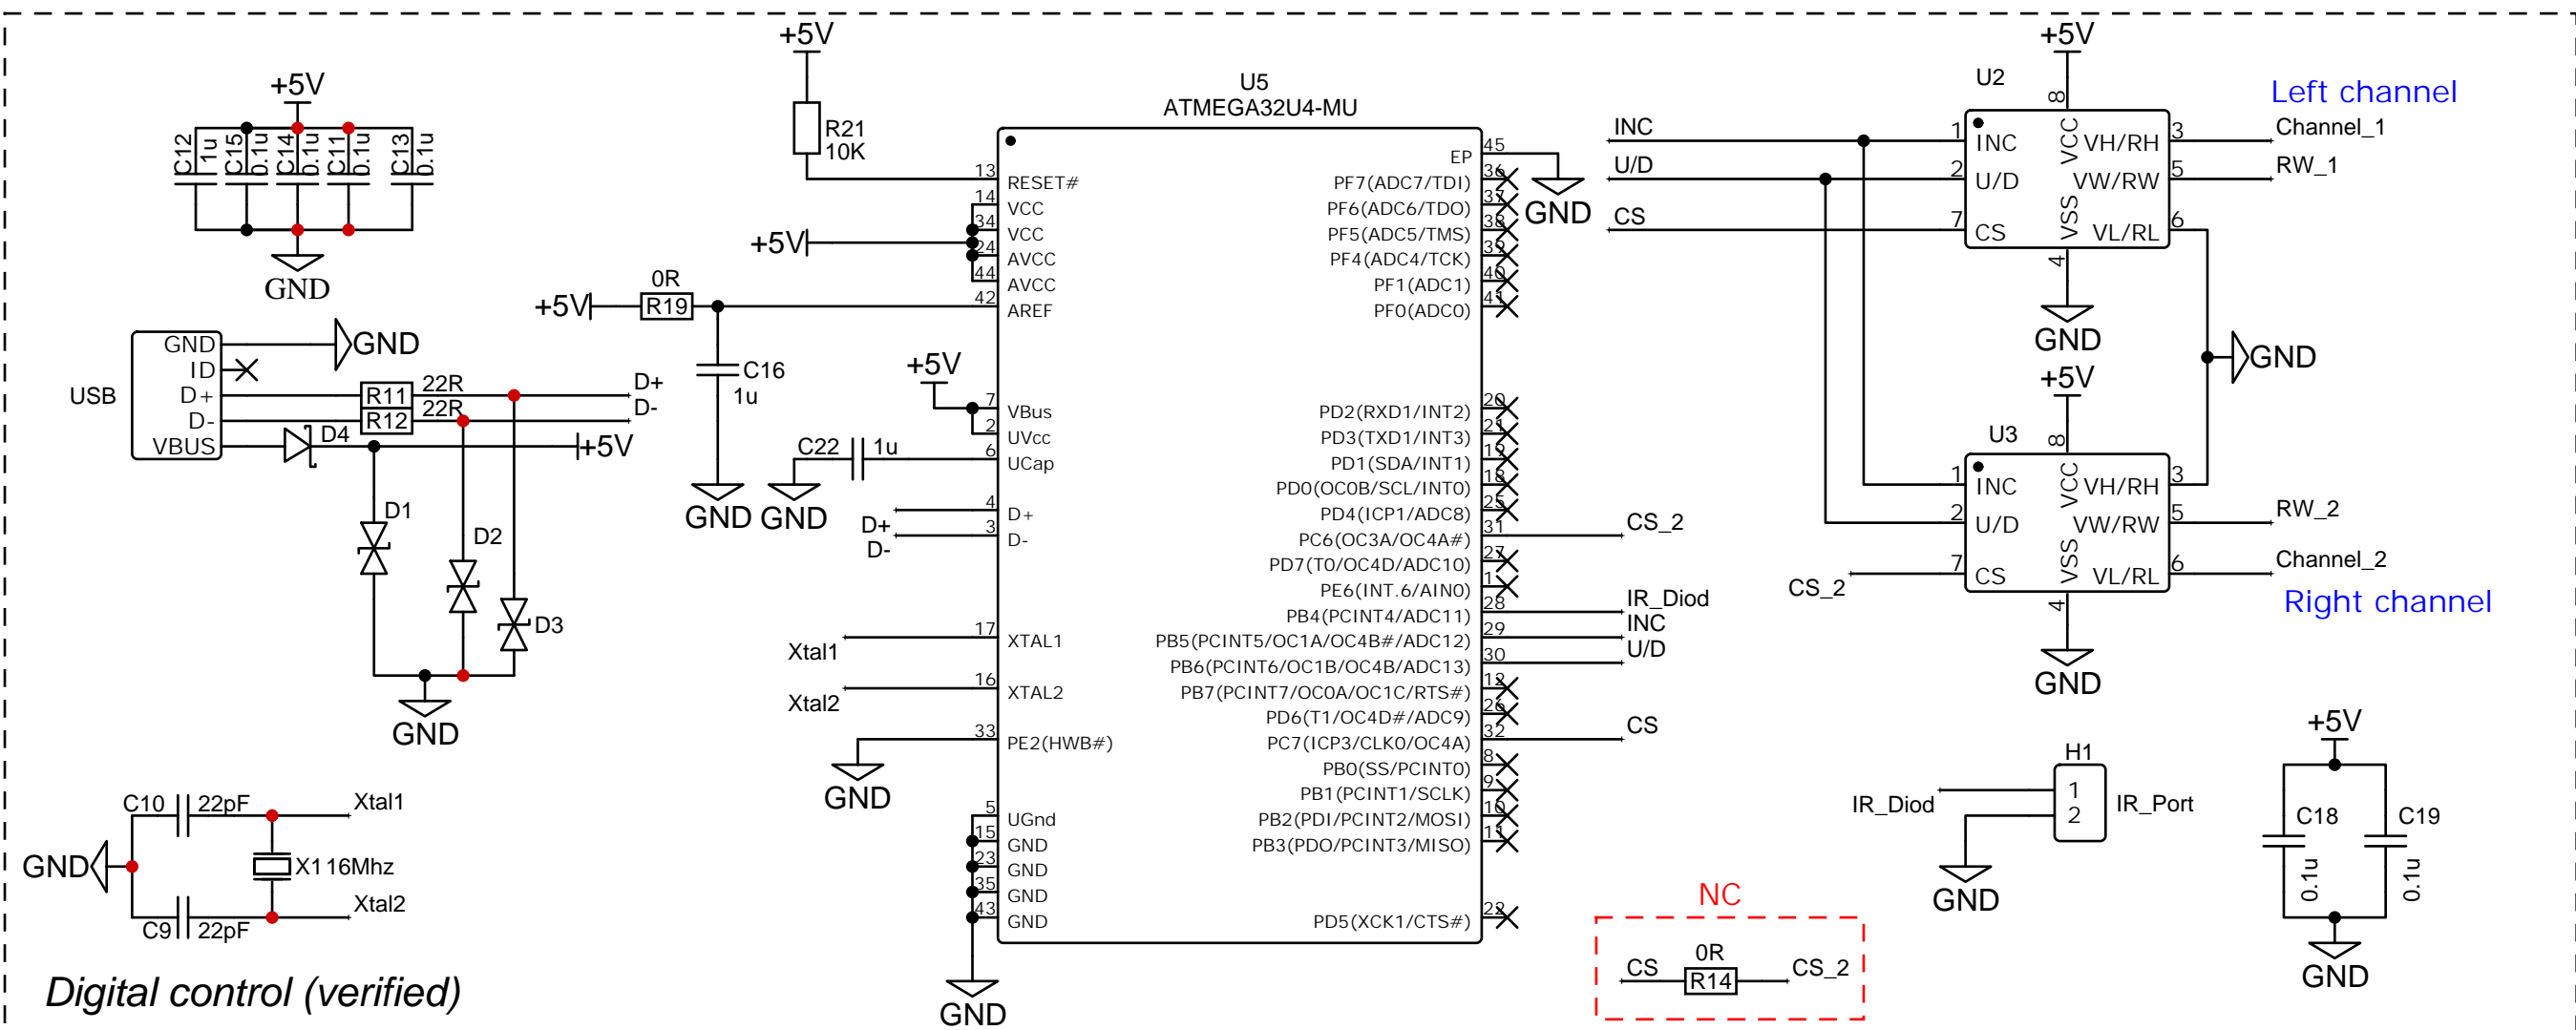 +5V
C12
1u
C15
0.1u
C14
0.1u
C11
0.1u
C13
0.1u
GND
USB
GND
ID
D+
D-
VBUS
GND
R11
22R
R12
22R
D+
D-
D4
+5V
D1
D2
D3
GND
C10
22pF
Xtal1
GND
X1 16Mhz
C9
22pF
Xtal2
Digital control (verified)
+5V
R21
10K
+5V
+5V
0R
R19
C16
1u
GND
+5V
C22
1u
GND
D+
D-
Xtal1
Xtal2
GND
GND
U5
ATMEGA32U4-MU
13 RESET#
14 VCC
34 VCC
24 AVCC
44 AVCC
42 AREF
7 VBus
2 UVcc
6 UCap
4 D+
3 D-
17 XTAL1
16 XTAL2
33 PE2(HWB#)
5 UGnd
15 GND
23 GND
35 GND
43 GND
EP 45
PF7(ADC7/TDI) 36
PF6(ADC6/TDO) 37
PF5(ADC5/TMS) 38
PF4(ADC4/TCK) 39
PF1(ADC1) 40
PF0(ADC0) 41
PD2(RXD1/INT2) 20
PD3(TXD1/INT3) 21
PD1(SDA/INT1) 19
PD0(OC0B/SCL/INT0) 18
PD4(ICP1/ADC8) 25
PC6(OC3A/OC4A#) 31 CS_2
PD7(T0/OC4D/ADC10) 27
PE6(INT.6/AIN0) 1
PB4(PCINT4/ADC11) 28 IR_Diod
PB5(PCINT5/OC1A/OC4B#/ADC12) 29 INC
PB6(PCINT6/OC1B/OC4B/ADC13) 30 U/D
PB7(PCINT7/OC0A/OC1C/RTS#) 12
PD6(T1/OC4D#/ADC9) 26
PC7(ICP3/CLK0/OC4A) 32 CS
PB0(SS/PCINT0) 8
PB1(PCINT1/SCLK) 9
PB2(PDI/PCINT2/MOSI) 10
PB3(PDO/PCINT3/MISO) 11
PD5(XCK1/CTS#) 22
GND
INC
U/D
CS
+5V
U2
Left channel
8
1 INC VCC VH/RH 3 Channel_1
2 U/D VW/RW 5 RW_1
7 CS VSS VL/RL 6
4
GND
GND
+5V
U3
8
1 INC VCC VH/RH 3
2 U/D VW/RW 5 RW_2
CS_2 7 CS VSS VL/RL 6 Channel_2
Right channel
4
GND
NC
CS
0R
R14
CS_2
H1
IR_Diod
1
2
IR_Port
GND
+5V
C18
0.1u
C19
0.1u
GND